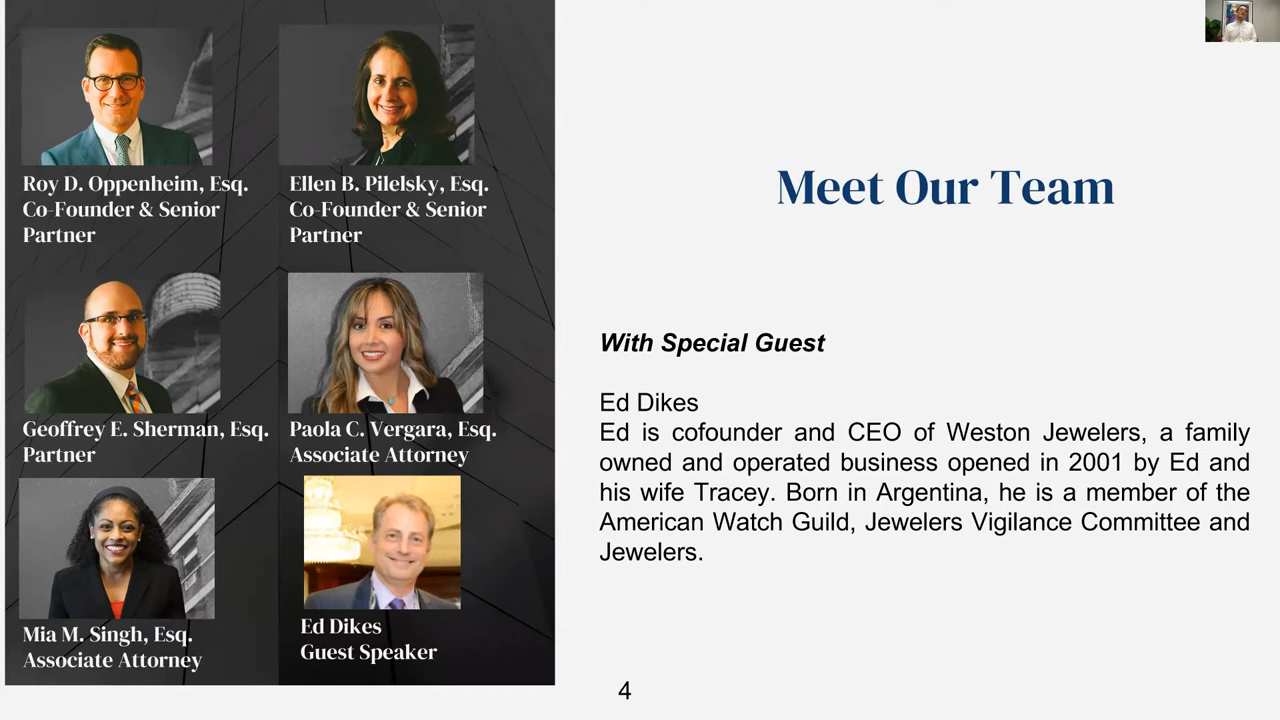 Roy D. Oppenheim, Esq.
Co-Founder & Senior
Partner
Ellen B. Pilelsky, Esq.
Co-Founder & Senior
Partner
Geoffrey E. Sherman, Esq.
Partner
Paola C. Vergara, Esq.
Associate Attorney
Mia M. Singh, Esq.
Associate Attorney
Ed Dikes
Guest Speaker
Meet Our Team
With Special Guest
Ed Dikes
Ed is cofounder and CEO of Weston Jewelers, a family
owned and operated business opened in 2001 by Ed and
his wife Tracey. Born in Argentina, he is a member of the
American Watch Guild, Jewelers Vigilance Committee and
Jewelers.
4